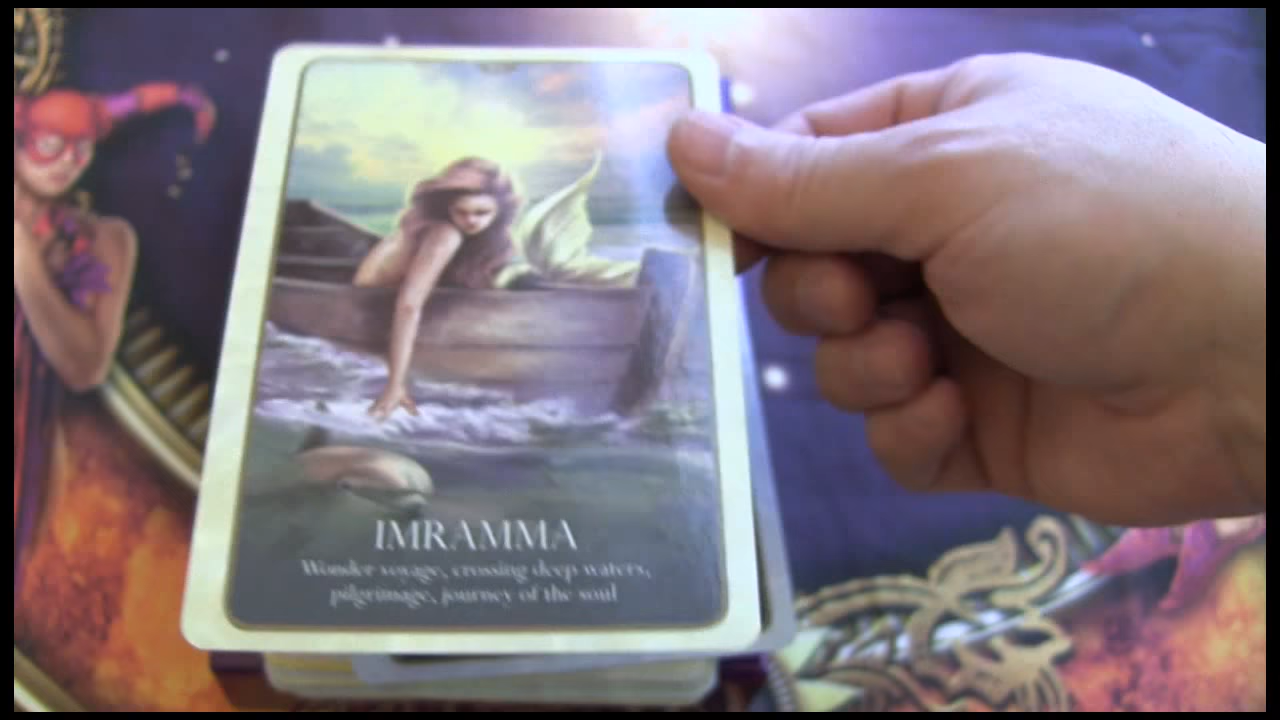 IMRAMMA
Wonder voyage, crossing deep waters,
pilgrimage, journey of the soul